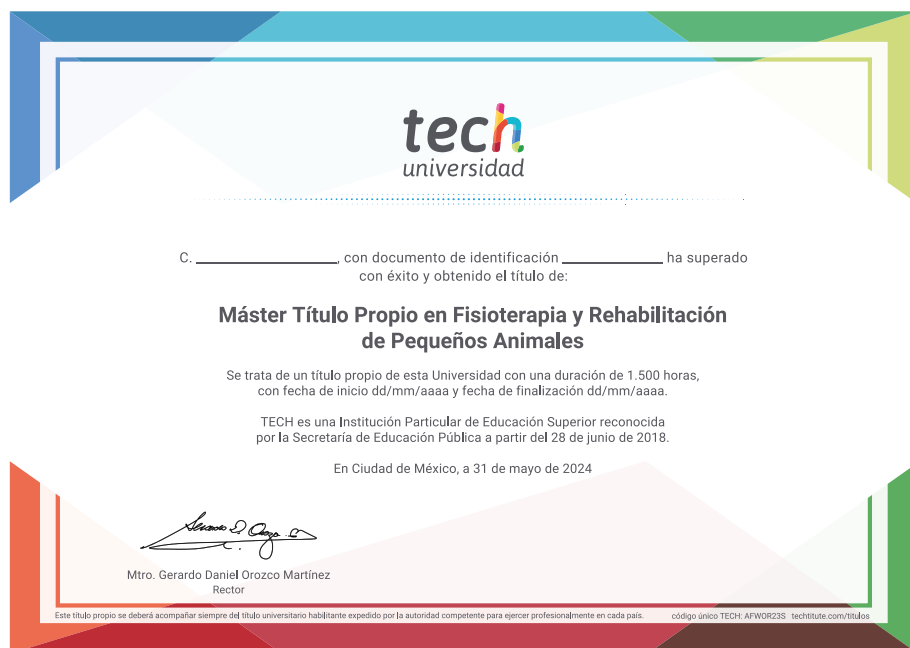 tech
universidad
C. ____________, con documento de identificación ____________ ha superado
con éxito y obtenido el título de:
Máster Título Propio en Fisioterapia y Rehabilitación
de Pequeños Animales
Se trata de un título propio de esta Universidad con una duración de 1.500 horas,
con fecha de inicio dd/mm/aaaa y fecha de finalización dd/mm/aaaa.
TECH es una Institución Particular de Educación Superior reconocida
por la Secretaría de Educación Pública a partir del 28 de junio de 2018.
En Ciudad de México, a 31 de mayo de 2024
Mtro. Gerardo Daniel Orozco Martínez
Rector
Este título propio se deberá acompañar siempre del título universitario habilitante expedido por la autoridad competente para ejercer profesionalmente en cada país. código único TECH: AFWOR23S techtitute.com/titulos